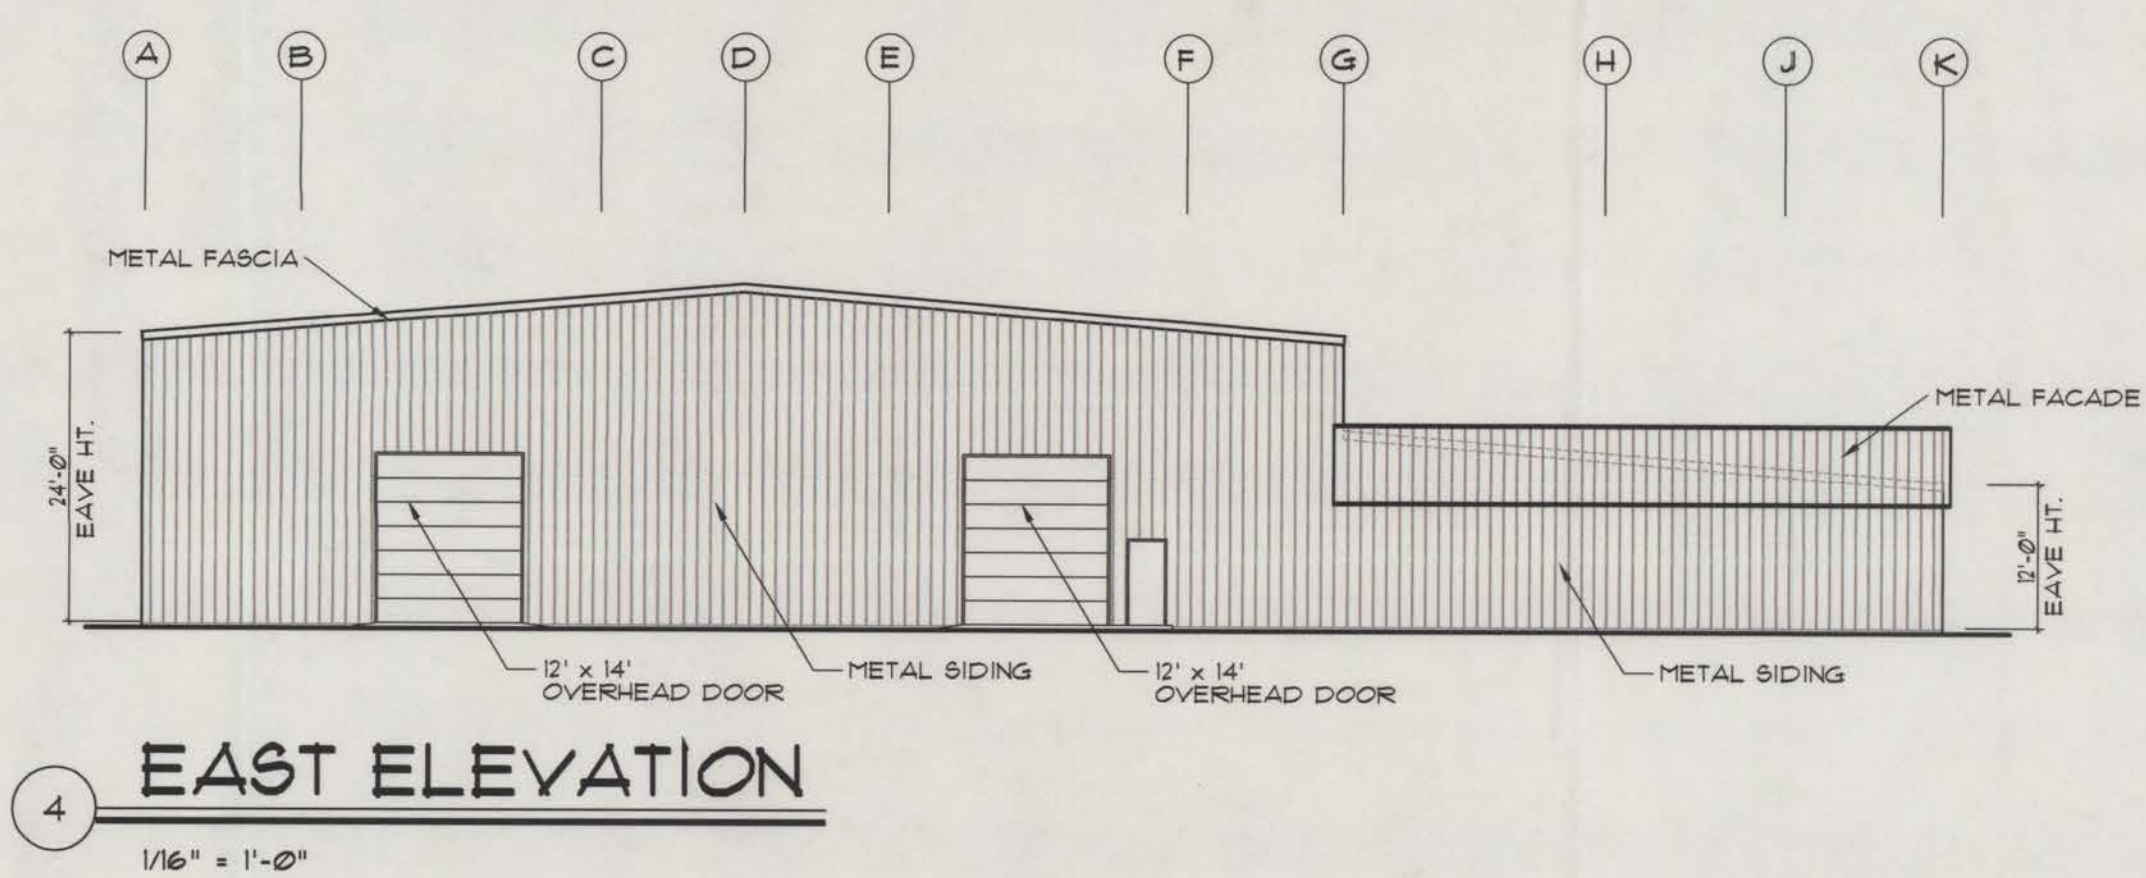 A B C D E F G H J K
METAL FASCIA
METAL FACADE
24'-0"
EAVE HT.
12'-0"
EAVE HT.
12' x 14'
OVERHEAD DOOR
METAL SIDING
12' x 14'
OVERHEAD DOOR
METAL SIDING
4
EAST ELEVATION
1/16" = 1'-0"